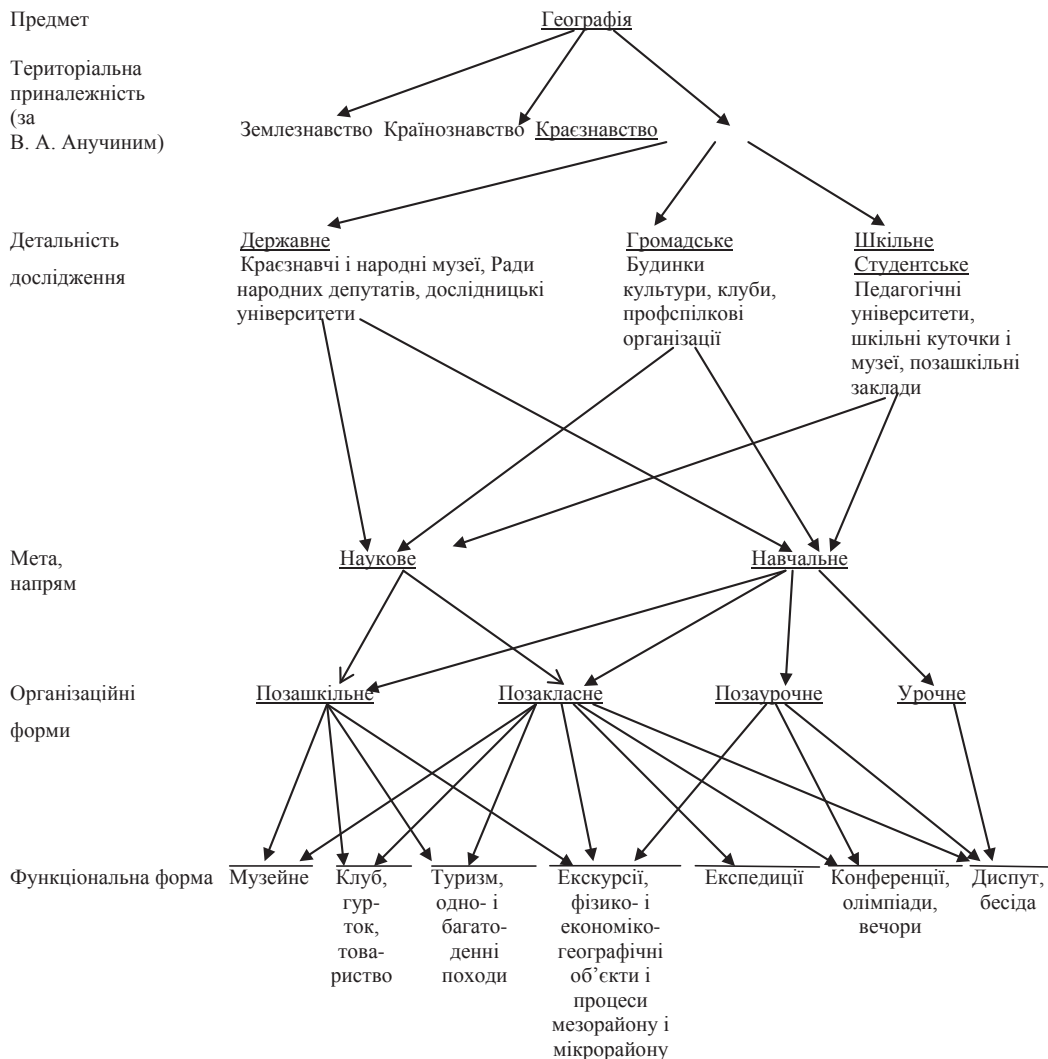 Предмет
Географія
Територіальна
приналежність
(за
В. А. Анучиним)
Землезнавство Країнознавство Краєзнавство
Детальність
дослідження
Державне
Краєзнавчі і народні музеї, Ради
народних депутатів, дослідницькі
університети
Громадське
Будинки
культури, клуби,
профспілкові
організації
Шкільне
Студентське
Педагогічні
університети,
шкільні куточки і
музеї, позашкільні
заклади
Мета,
напрям
Наукове
Навчальне
Організаційні
форми
Позашкільне
Позакласне
Позаурочне
Урочне
Функціональна форма
Музейне
Клуб,
гур-
ток,
това-
риство
Туризм,
одно- і
багато-
денні
походи
Екскурсії,
фізико- і
економіко-
географічні
об’єкти і
процеси
мезорайону і
мікрорайону
Експедиції
Конференції,
олімпіади,
вечори
Диспут,
бесіда